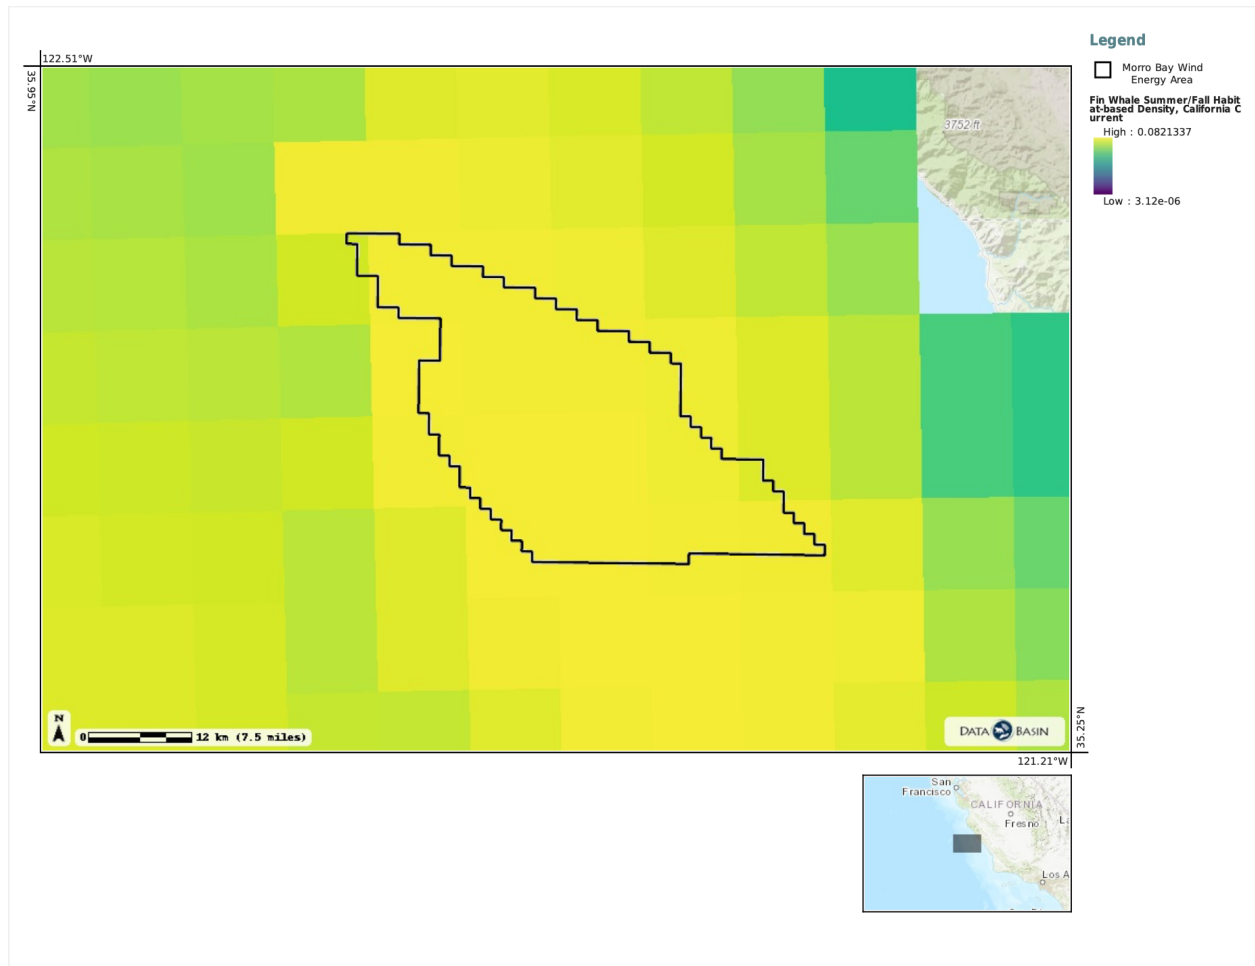 Legend
122.51°W
35.95°N
Morro Bay Wind
Energy Area
Fin Whale Summer/Fall Habit
at-based Density, California C
urrent
High : 0.0821337
Low : 3.12e-06
3752 ft
N
0 12 km (7.5 miles)
DATA BASIN
35.25°N
121.21°W
San
Francisco
CALIFORNIA
Fresno
L
Los A